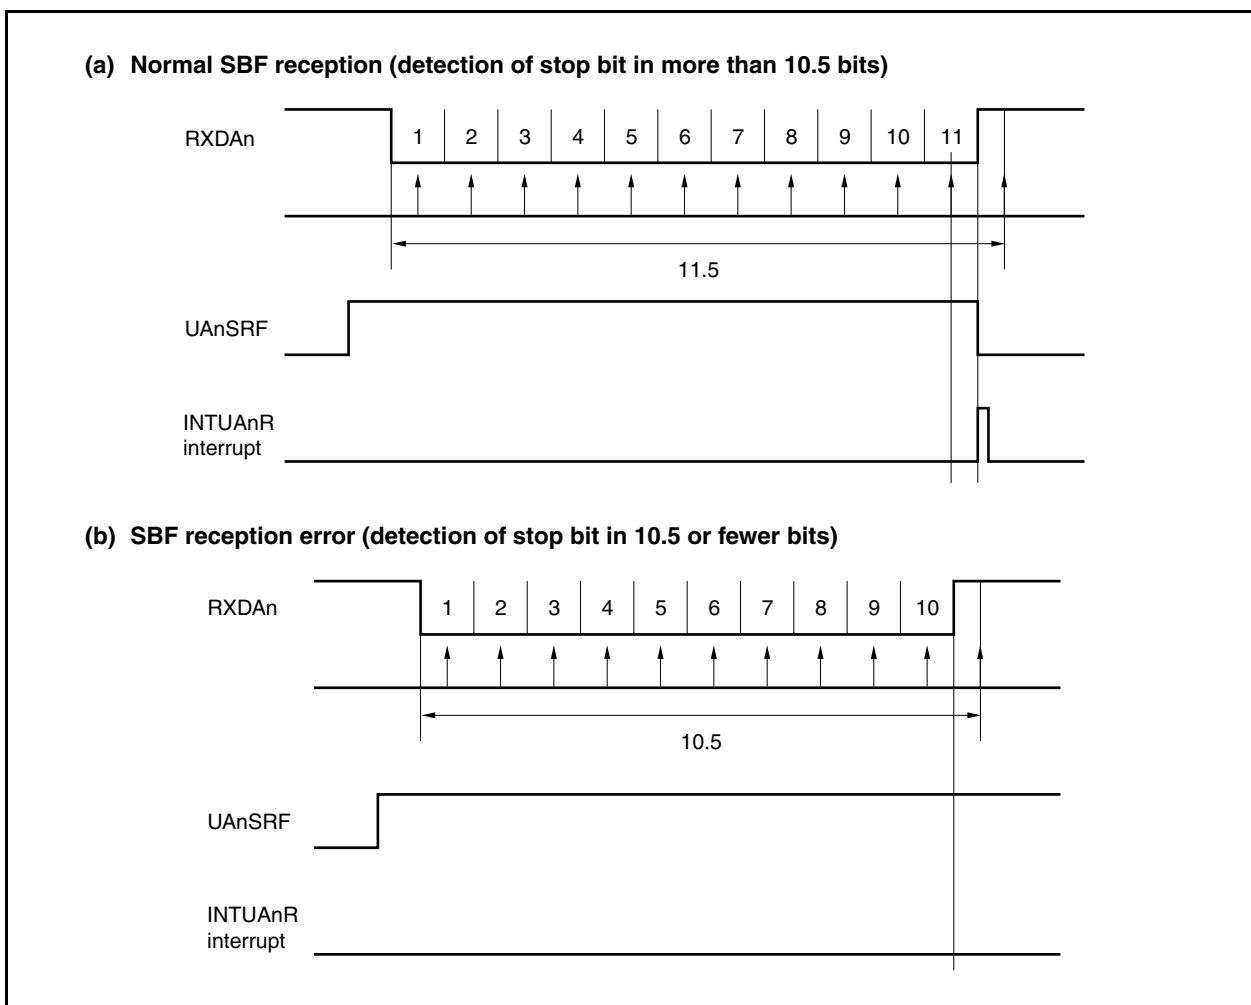 (a) Normal SBF reception (detection of stop bit in more than 10.5 bits)
RXDAn
1 2 3 4 5 6 7 8 9 10 11
11.5
UAnSRF
INTUAnR
interrupt
(b) SBF reception error (detection of stop bit in 10.5 or fewer bits)
RXDAn
1 2 3 4 5 6 7 8 9 10
10.5
UAnSRF
INTUAnR
interrupt